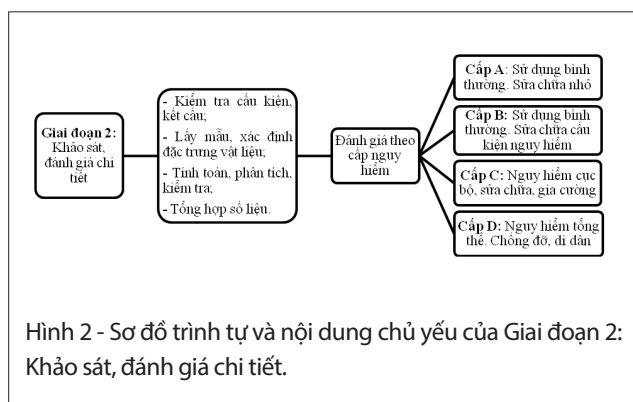 Giai đoạn 2:
Khảo sát,
đánh giá chi
tiết
- Kiểm tra cấu kiện,
kết cấu;
- Lấy mẫu, xác định
đặc trưng vật liệu;
- Tính toán, phân tích,
kiểm tra;
- Tổng hợp số liệu.
Đánh giá theo
cấp nguy
hiểm
Cấp A: Sử dụng bình
thường. Sửa chữa nhỏ
Cấp B: Sử dụng bình
thường. Sửa chữa cấu
kiện nguy hiểm
Cấp C: Nguy hiểm cục
bộ, sửa chữa, gia cường
Cấp D: Nguy hiểm tổng
thể. Chống đỡ, di dân
Hình 2 - Sơ đồ trình tự và nội dung chủ yếu của Giai đoạn 2:
Khảo sát, đánh giá chi tiết.